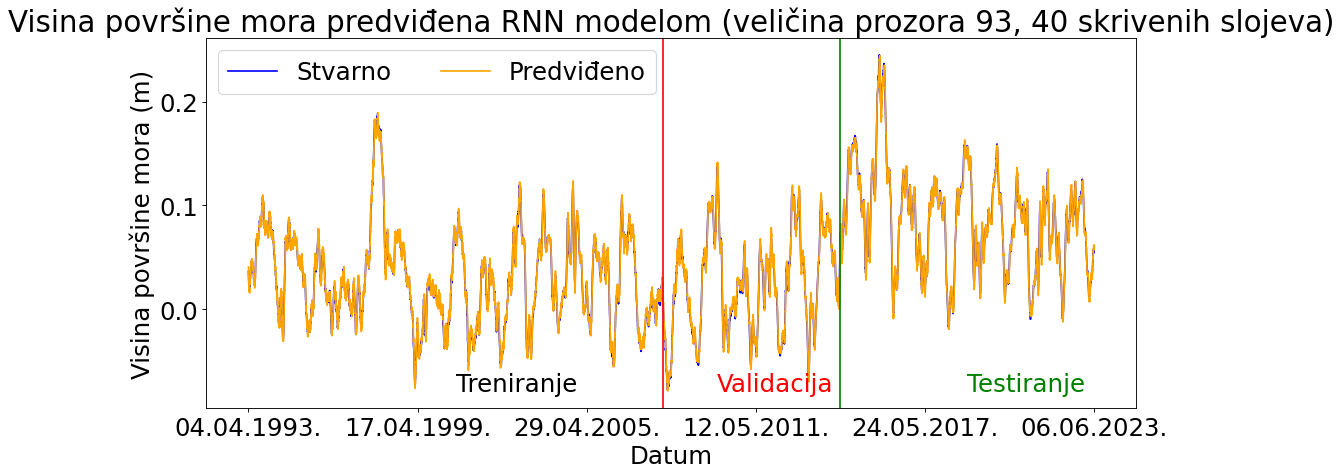 Visina površine mora predviđena RNN modelom (veličina prozora 93, 40 skrivenih slojeva)
Stvarno Predviđeno
Visina površine mora (m)
0.2
0.1
0.0
Treniranje Validacija Testiranje
04.04.1993. 17.04.1999. 29.04.2005. 12.05.2011. 24.05.2017. 06.06.2023.
Datum